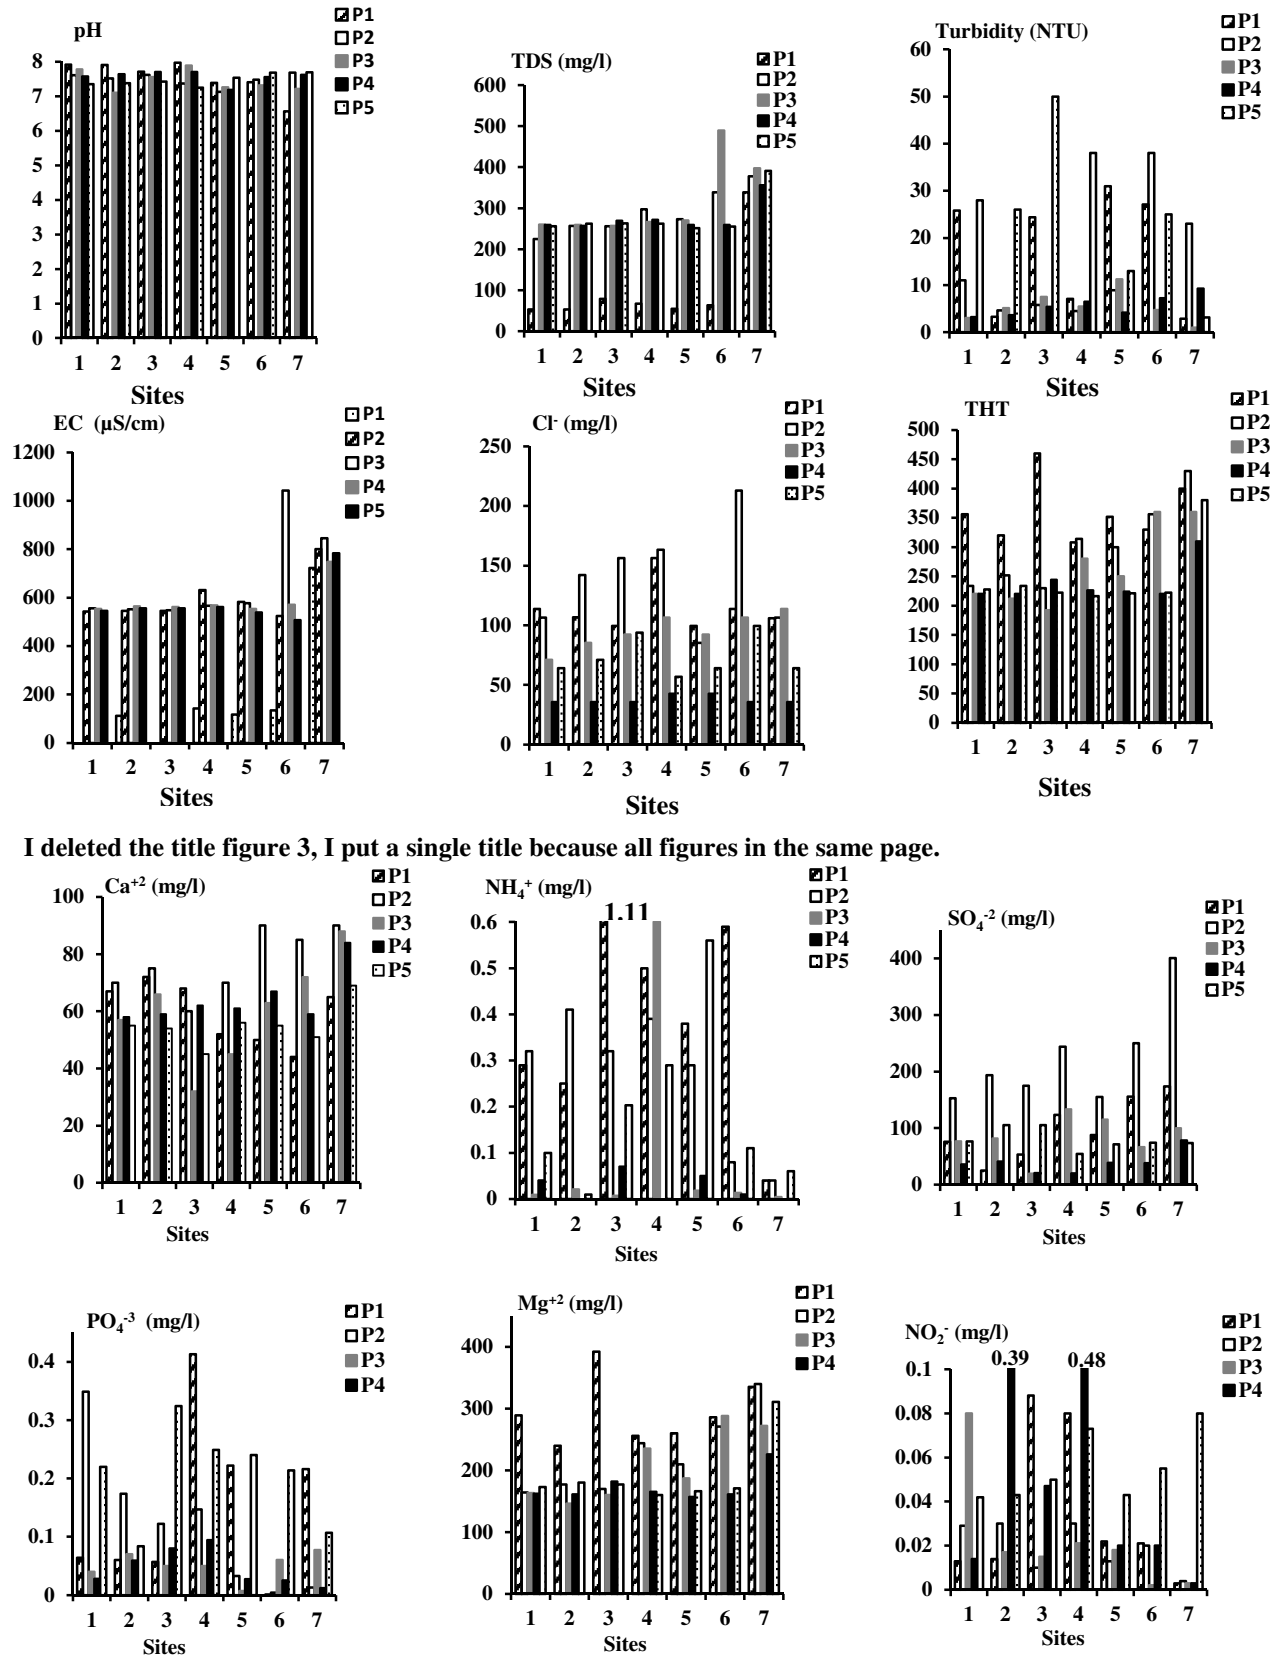 pH
P1
P2
P3
P4
P5
8
7
6
5
4
3
2
1
0
1 2 3 4 5 6 7
Sites
TDS (mg/l)
P1
P2
P3
P4
P5
600
500
400
300
200
100
0
1 2 3 4 5 6 7
Sites
Turbidity (NTU)
P1
P2
P3
P4
P5
60
50
40
30
20
10
0
1 2 3 4 5 6 7
Sites
EC (µS/cm)
P1
P2
P3
P4
P5
1200
1000
800
600
400
200
0
1 2 3 4 5 6 7
Sites
Cl⁻ (mg/l)
P1
P2
P3
P4
P5
250
200
150
100
50
0
1 2 3 4 5 6 7
Sites
THT
P1
P2
P3
P4
P5
500
450
400
350
300
250
200
150
100
50
0
1 2 3 4 5 6 7
Sites
I deleted the title figure 3, I put a single title because all figures in the same page.
Ca⁺² (mg/l)
P1
P2
P3
P4
P5
100
80
60
40
20
0
1 2 3 4 5 6 7
Sites
NH₄⁺ (mg/l)
P1
P2
P3
P4
P5
1.11
0.6
0.5
0.4
0.3
0.2
0.1
0
1 2 3 4 5 6 7
Sites
SO₄⁻² (mg/l)
P1
P2
P3
P4
P5
400
300
200
100
0
1 2 3 4 5 6 7
Sites
PO₄⁻³ (mg/l)
P1
P2
P3
P4
0.4
0.3
0.2
0.1
0
1 2 3 4 5 6 7
Sites
Mg⁺² (mg/l)
P1
P2
P3
P4
400
300
200
100
0
1 2 3 4 5 6 7
Sites
NO₂⁻ (mg/l)
P1
P2
P3
P4
0.39 0.48
0.1
0.08
0.06
0.04
0.02
0
1 2 3 4 5 6 7
Sites